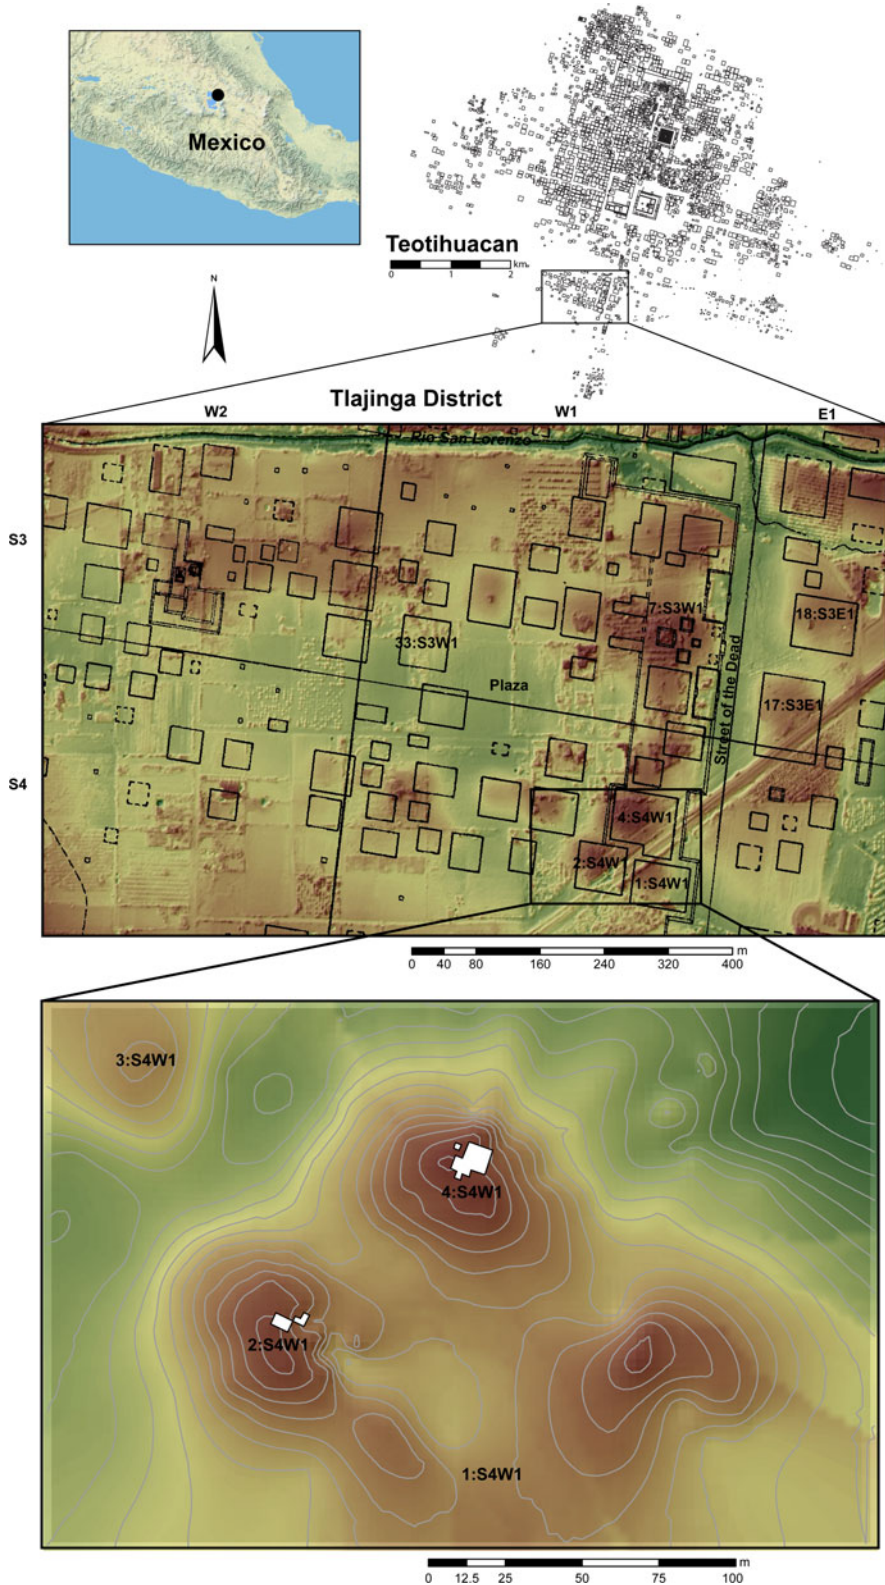 Mexico
Teotihuacan
0 1 2
km
N
Tlajinga District
W2 W1 E1
Rio San Lorenzo
S3
7:S3W1
18:S3E1
33:S3W1
Plaza
Street of the Dead
17:S3E1
S4
4:S4W1
2:S4W1
1:S4W1
0 40 80 160 240 320 400 m
3:S4W1
4:S4W1
2:S4W1
1:S4W1
0 12.5 25 50 75 100 m